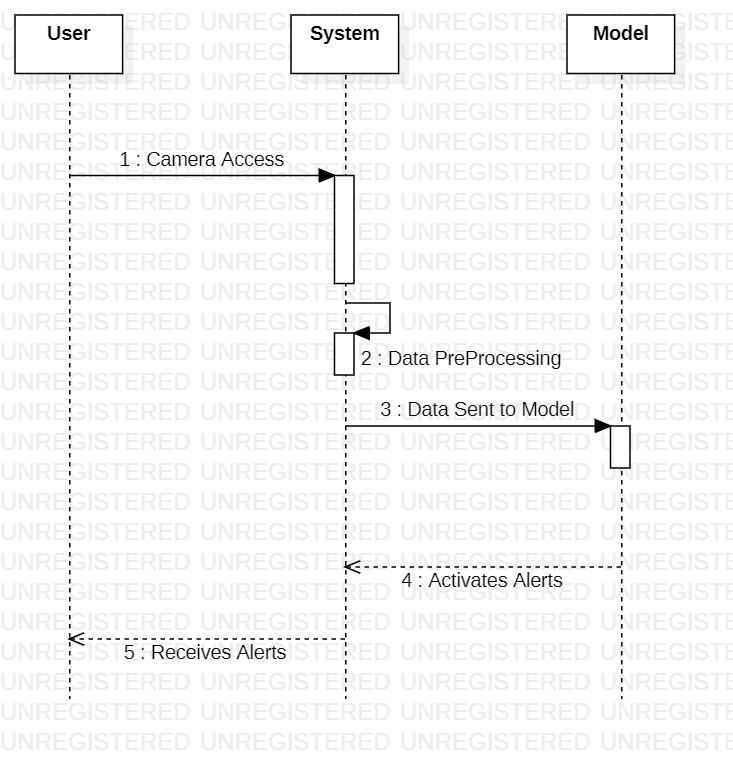 User System Model
1 : Camera Access
2 : Data PreProcessing
3 : Data Sent to Model
4 : Activates Alerts
5 : Receives Alerts
UNREGISTERED